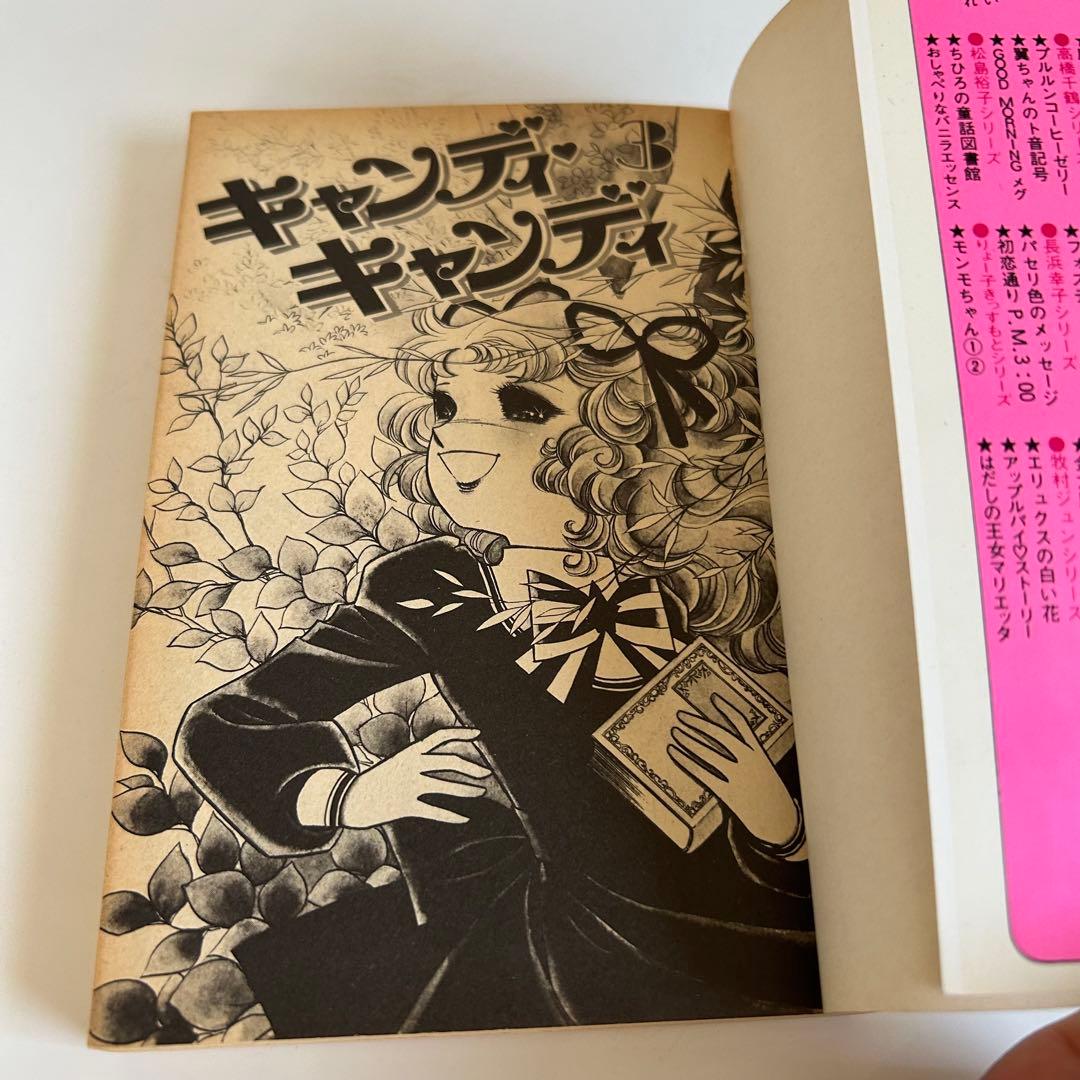 キャンディ♥
キャンディ
3
●高橋千鶴シリーズ
★プルルンコーヒーゼリー
★翼ちゃんのト音記号
★GOOD MORNING メグ
●松島裕子シリーズ
★ちひろの童話図書館
★おしゃべりなバニラエッセンス
●長浜幸子シリーズ
★パセリ色のメッセージ
★初恋通りP.M.3:00
●りょー子きっずもとシリーズ
★モンモちゃん①②
●牧村ジュンシリーズ
★エリュクスの白い花
★アップルパイ♡ストーリー
★はだしの王女マリエッタ